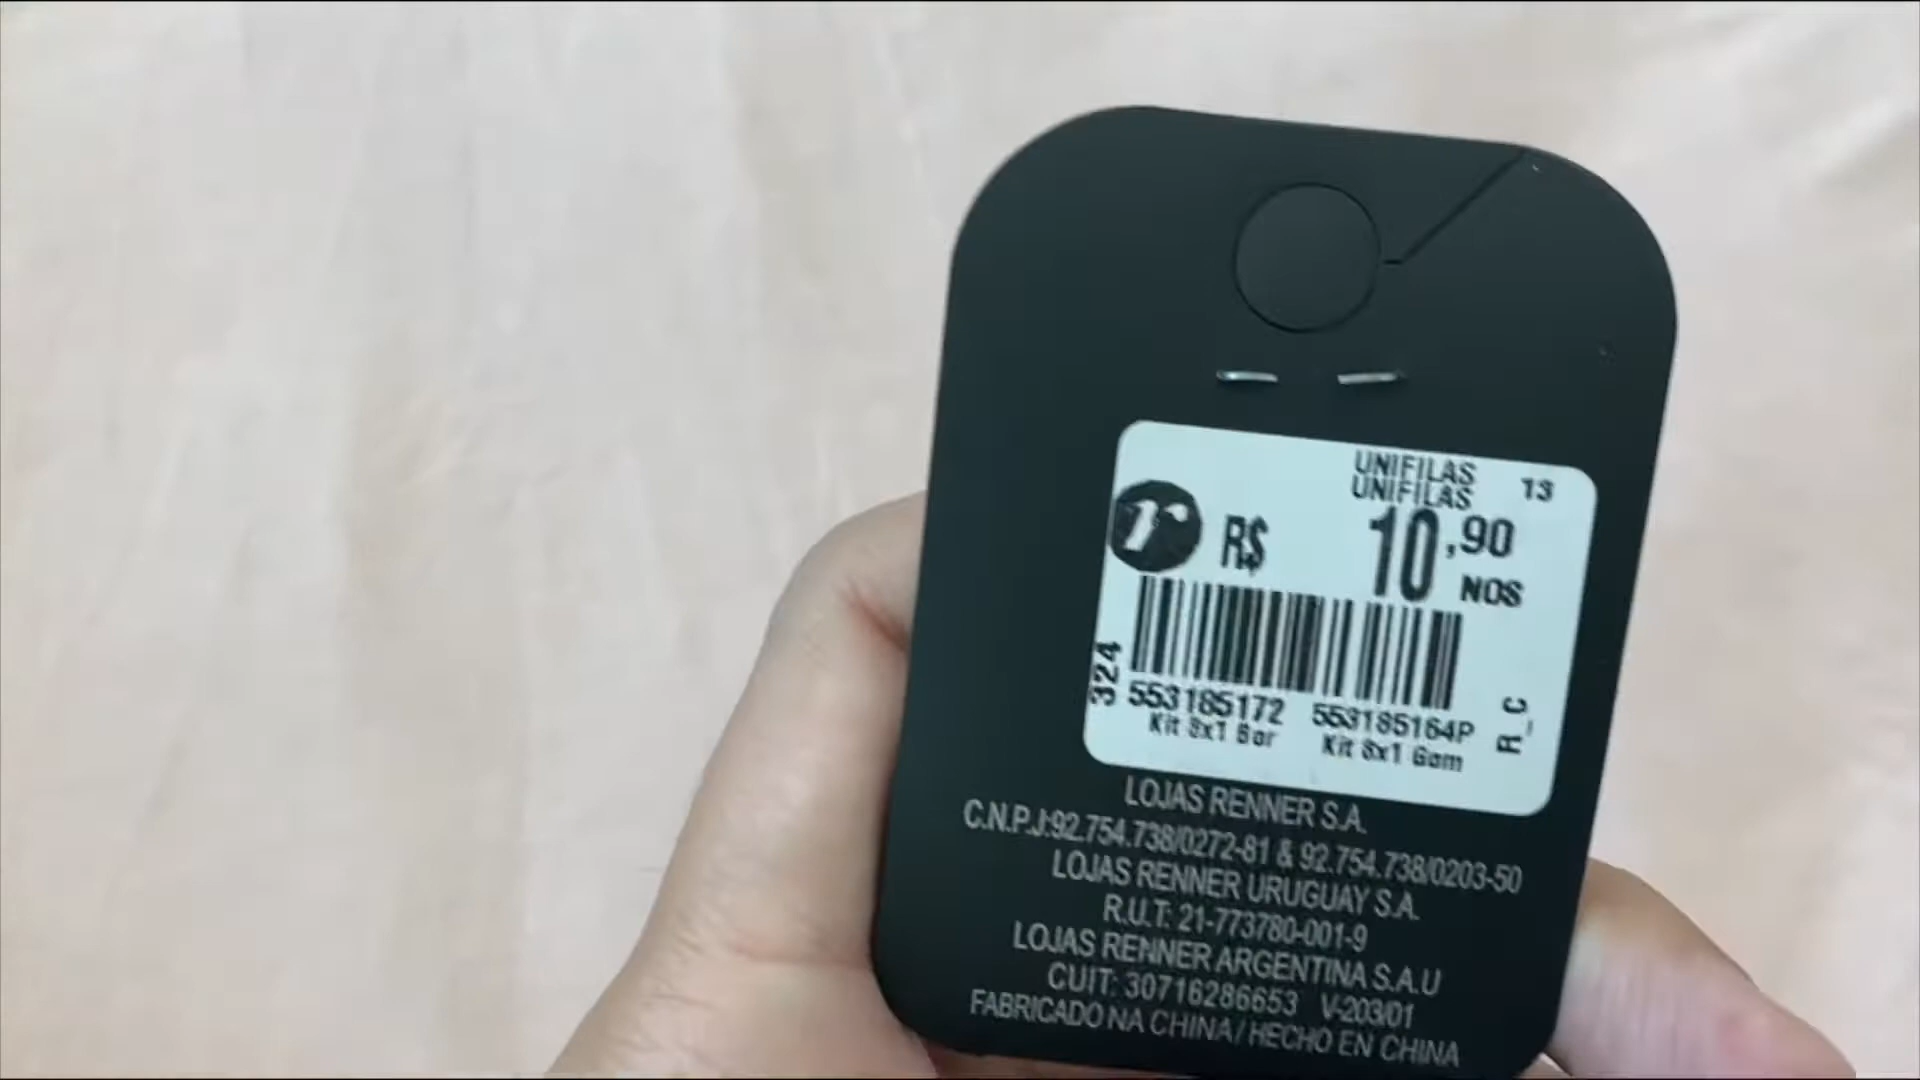 UNIFILAS 13
UNIFILAS
r R$ 10,90
NOS
324
553185172 553185164P
Kit 8x1 Bor Kit 8x1 Gom
R_C
LOJAS RENNER S.A.
C.N.P.J:92.754.738/0272-81 & 92.754.738/0203-50
LOJAS RENNER URUGUAY S.A.
R.U.T: 21-773780-001-9
LOJAS RENNER ARGENTINA S.A.U
CUIT: 30716286653 V-203/01
FABRICADO NA CHINA / HECHO EN CHINA